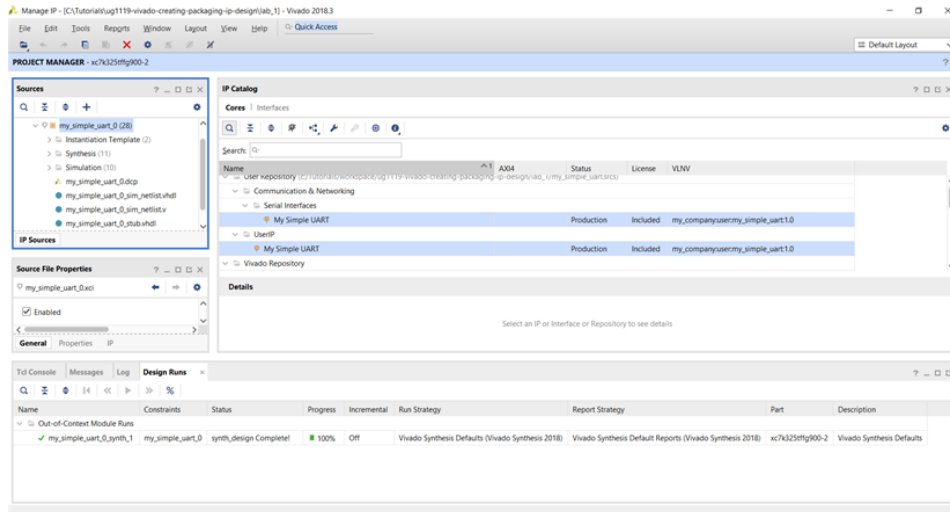 Manage IP - [C:\Tutorials\ug1119-vivado-creating-packaging-ip-design\lab_1] - Vivado 2018.3
File Edit Tools Reports Window Layout View Help Quick Access
Default Layout
PROJECT MANAGER - xc7k325tffg900-2
Sources
my_simple_uart_0 (28)
Instantiation Template (2)
Synthesis (11)
Simulation (10)
my_simple_uart_0.dcp
my_simple_uart_0_sim_netlist.vhdl
my_simple_uart_0_sim_netlist.v
my_simple_uart_0_stub.vhdl
IP Sources
Source File Properties
my_simple_uart_0.xci
Enabled
General Properties IP
IP Catalog
Cores Interfaces
Search:
Name AXI4 Status License VLNV
User Repository
Communication & Networking
Serial Interfaces
My Simple UART Production Included my_company:user:my_simple_uart:1.0
UserIP
My Simple UART Production Included my_company:user:my_simple_uart:1.0
Vivado Repository
Details
Select an IP or Interface or Repository to see details
Tcl Console Messages Log Design Runs
Name Constraints Status Progress Incremental Run Strategy Report Strategy Part Description
Out-of-Context Module Runs
my_simple_uart_0_synth_1 my_simple_uart_0 synth_design Complete! 100% Off Vivado Synthesis Defaults (Vivado Synthesis 2018) Vivado Synthesis Default Reports (Vivado Synthesis 2018) xc7k325tffg900-2 Vivado Synthesis Defaults